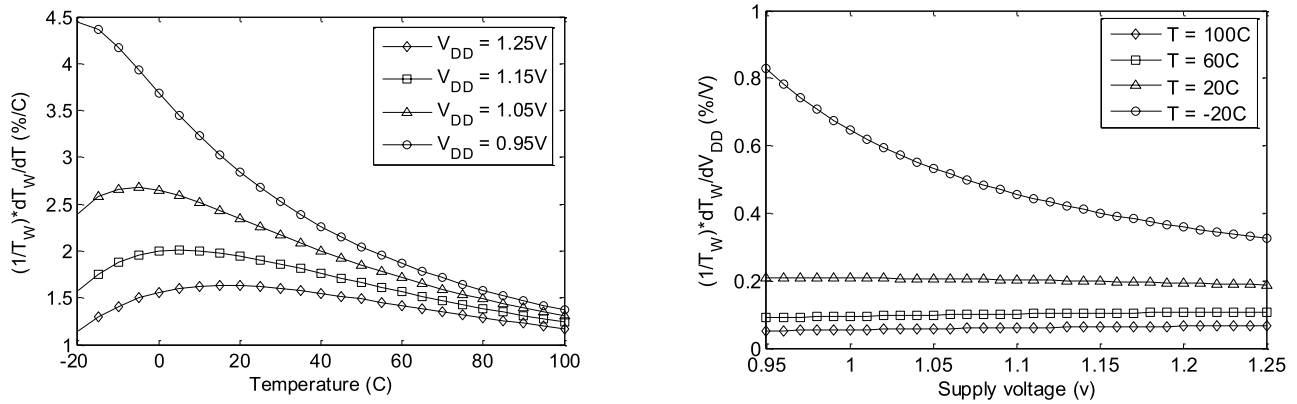 (1/T_W)*dT_W/dT (%/C)
4.5
4
3.5
3
2.5
2
1.5
1
-20
0
20
40
60
80
100
Temperature (C)
V_DD = 1.25V
V_DD = 1.15V
V_DD = 1.05V
V_DD = 0.95V
(1/T_W)*dT_W/dV_DD (%/V)
1
0.8
0.6
0.4
0.2
0
0.95
1
1.05
1.1
1.15
1.2
1.25
Supply voltage (v)
T = 100C
T = 60C
T = 20C
T = -20C